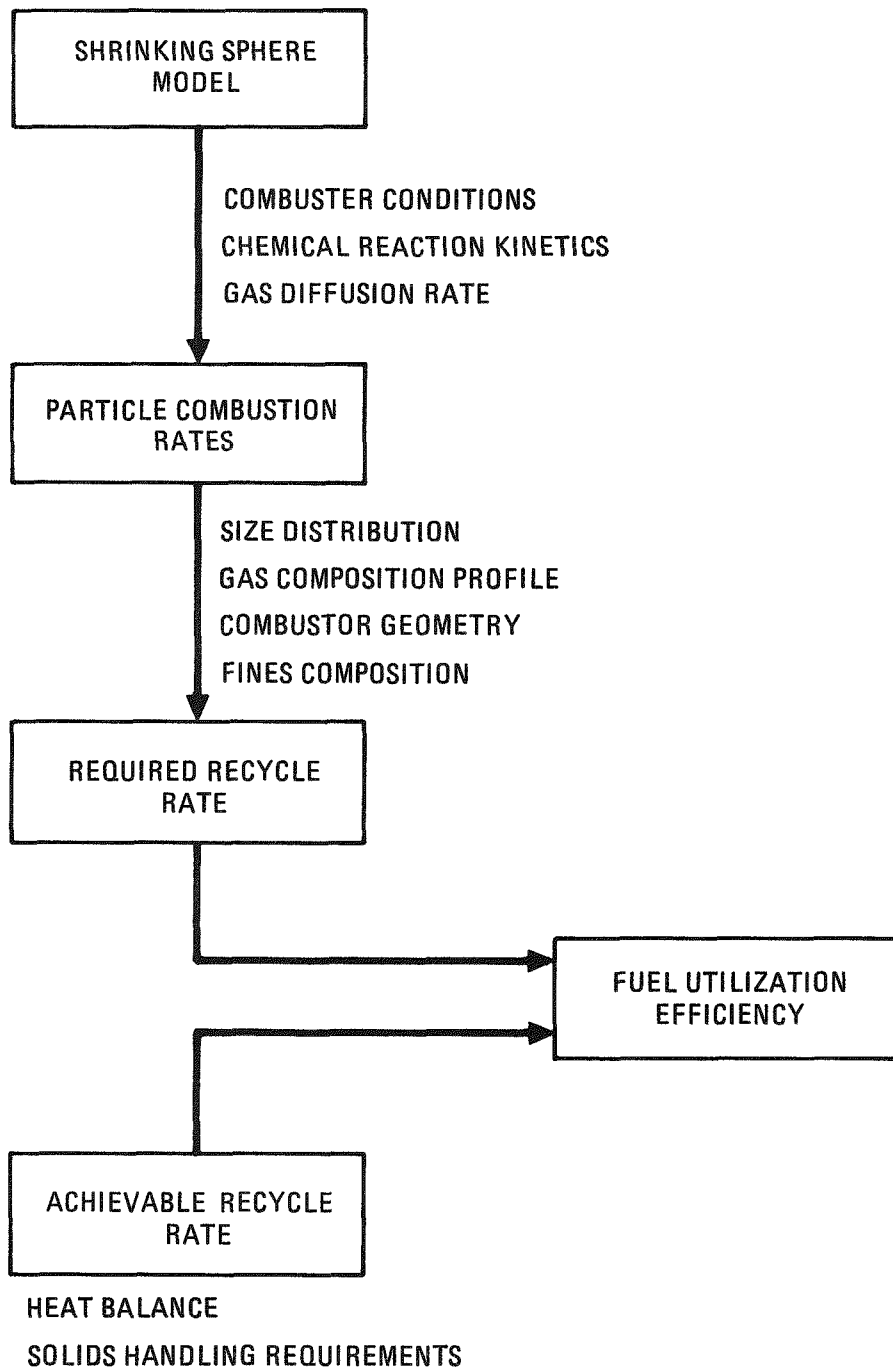 SHRINKING SPHERE
MODEL
COMBUSTER CONDITIONS
CHEMICAL REACTION KINETICS
GAS DIFFUSION RATE
PARTICLE COMBUSTION
RATES
SIZE DISTRIBUTION
GAS COMPOSITION PROFILE
COMBUSTOR GEOMETRY
FINES COMPOSITION
REQUIRED RECYCLE
RATE
FUEL UTILIZATION
EFFICIENCY
ACHIEVABLE RECYCLE
RATE
HEAT BALANCE
SOLIDS HANDLING REQUIREMENTS